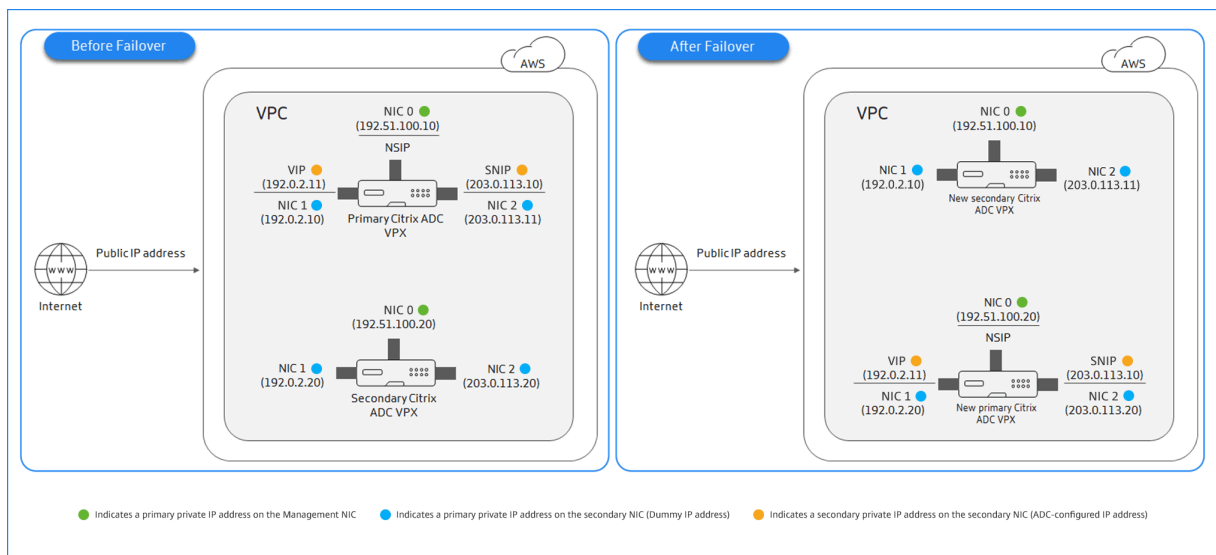 Before Failover
AWS
VPC
NIC 0
(192.51.100.10)
NSIP
VIP
(192.0.2.11)
NIC 1
(192.0.2.10)
SNIP
(203.0.113.10)
NIC 2
(203.0.113.11)
Primary Citrix ADC
VPX
Public IP address
WWW
Internet
NIC 0
(192.51.100.20)
NIC 1
(192.0.2.20)
NIC 2
(203.0.113.20)
Secondary Citrix
ADC VPX
After Failover
AWS
VPC
NIC 0
(192.51.100.10)
NIC 1
(192.0.2.10)
NIC 2
(203.0.113.11)
New secondary Citrix
ADC VPX
Public IP address
WWW
Internet
NIC 0
(192.51.100.20)
NSIP
VIP
(192.0.2.11)
NIC 1
(192.0.2.20)
SNIP
(203.0.113.10)
NIC 2
(203.0.113.20)
New primary Citrix
ADC VPX
Indicates a primary private IP address on the Management NIC
Indicates a primary private IP address on the secondary NIC (Dummy IP address)
Indicates a secondary private IP address on the secondary NIC (ADC-configured IP address)